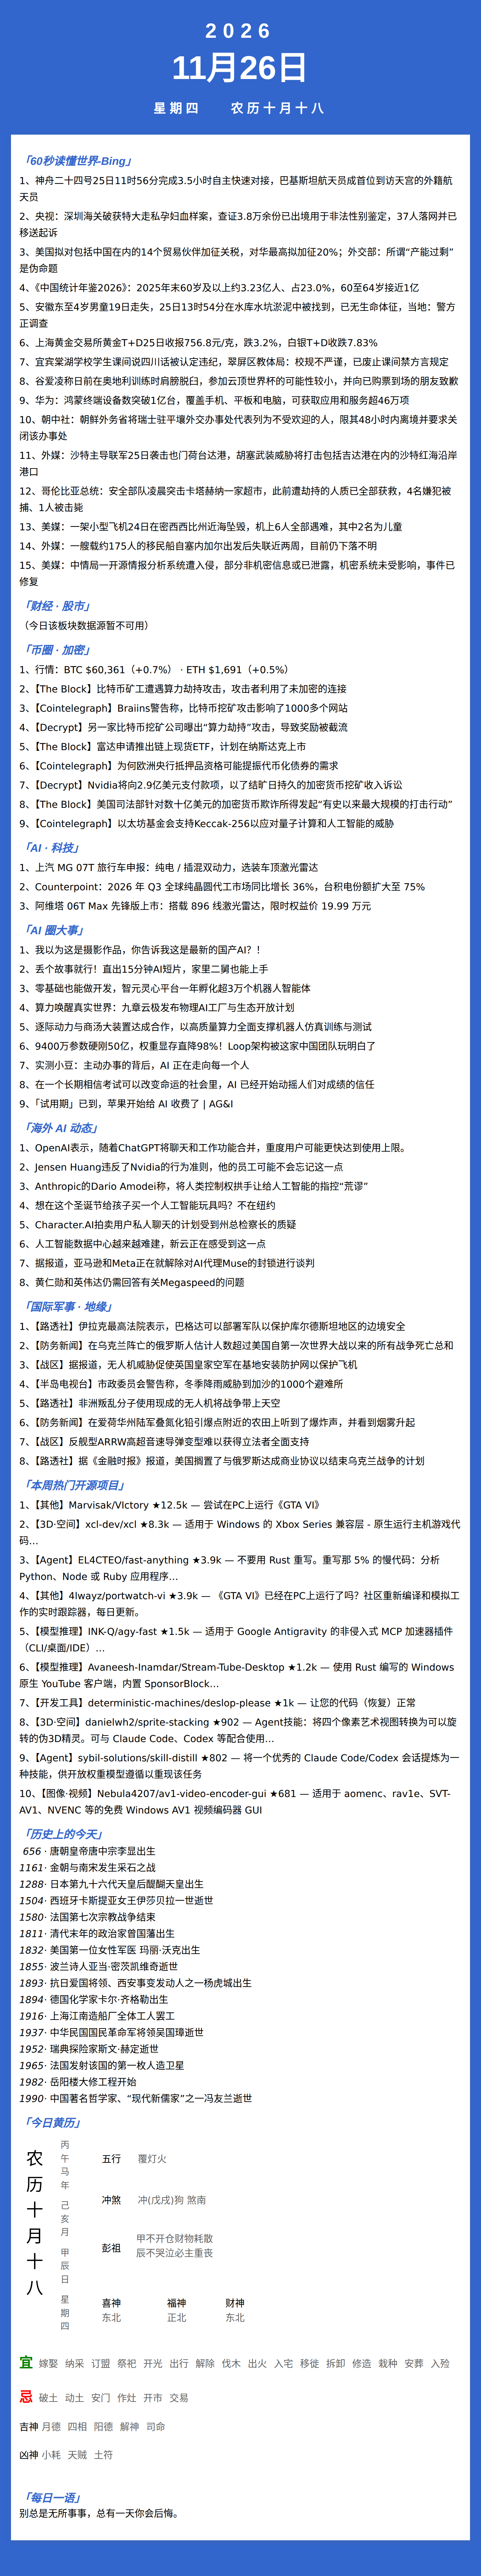 2026
11月26日
星期四 农历十月十八
「60秒读懂世界-Bing」
1、神舟二十四号25日11时56分完成3.5小时自主快速对接，巴基斯坦航天员成首位到访天宫的外籍航
天员
2、央视：深圳海关破获特大走私孕妇血样案，查证3.8万余份已出境用于非法性别鉴定，37人落网并已
移送起诉
3、美国拟对包括中国在内的14个贸易伙伴加征关税，对华最高拟加征20%；外交部：所谓“产能过剩”
是伪命题
4、《中国统计年鉴2026》：2025年末60岁及以上约3.23亿人、占23.0%，60至64岁接近1亿
5、安徽东至4岁男童19日走失，25日13时54分在水库水坑淤泥中被找到，已无生命体征，当地：警方
正调查
6、上海黄金交易所黄金T+D25日收报756.8元/克，跌3.2%，白银T+D收跌7.83%
7、宜宾棠湖学校学生课间说四川话被认定违纪，翠屏区教体局：校规不严谨，已废止课间禁方言规定
8、谷爱凌称日前在奥地利训练时肩膀脱臼，参加云顶世界杯的可能性较小，并向已购票到场的朋友致歉
9、华为：鸿蒙终端设备数突破1亿台，覆盖手机、平板和电脑，可获取应用和服务超46万项
10、朝中社：朝鲜外务省将瑞士驻平壤外交办事处代表列为不受欢迎的人，限其48小时内离境并要求关
闭该办事处
11、外媒：沙特主导联军25日袭击也门荷台达港，胡塞武装威胁将打击包括吉达港在内的沙特红海沿岸
港口
12、哥伦比亚总统：安全部队凌晨突击卡塔赫纳一家超市，此前遭劫持的人质已全部获救，4名嫌犯被
捕、1人被击毙
13、美媒：一架小型飞机24日在密西西比州近海坠毁，机上6人全部遇难，其中2名为儿童
14、外媒：一艘载约175人的移民船自塞内加尔出发后失联近两周，目前仍下落不明
15、美媒：中情局一开源情报分析系统遭入侵，部分非机密信息或已泄露，机密系统未受影响，事件已
修复
「财经 · 股市」
（今日该板块数据源暂不可用）
「币圈 · 加密」
1、行情：BTC $60,361（+0.7%） · ETH $1,691（+0.5%）
2、【The Block】比特币矿工遭遇算力劫持攻击，攻击者利用了未加密的连接
3、【Cointelegraph】Braiins警告称，比特币挖矿攻击影响了1000多个网站
4、【Decrypt】另一家比特币挖矿公司曝出“算力劫持”攻击，导致奖励被截流
5、【The Block】富达申请推出链上现货ETF，计划在纳斯达克上市
6、【Cointelegraph】为何欧洲央行抵押品资格可能提振代币化债券的需求
7、【Decrypt】Nvidia将向2.9亿美元支付款项，以了结旷日持久的加密货币挖矿收入诉讼
8、【The Block】美国司法部针对数十亿美元的加密货币欺诈所得发起“有史以来最大规模的打击行动”
9、【Cointelegraph】以太坊基金会支持Keccak-256以应对量子计算和人工智能的威胁
「AI · 科技」
1、上汽 MG 07T 旅行车申报：纯电 / 插混双动力，选装车顶激光雷达
2、Counterpoint：2026 年 Q3 全球纯晶圆代工市场同比增长 36%，台积电份额扩大至 75%
3、阿维塔 06T Max 先锋版上市：搭载 896 线激光雷达，限时权益价 19.99 万元
「AI 圈大事」
1、我以为这是摄影作品，你告诉我这是最新的国产AI？！
2、丢个故事就行！直出15分钟AI短片，家里二舅也能上手
3、零基础也能做开发，智元灵心平台一年孵化超3万个机器人智能体
4、算力唤醒真实世界：九章云极发布物理AI工厂与生态开放计划
5、逐际动力与商汤大装置达成合作，以高质量算力全面支撑机器人仿真训练与测试
6、9400万参数硬刚50亿，权重显存直降98%！Loop架构被这家中国团队玩明白了
7、实测小豆：主动办事的背后，AI 正在走向每一个人
8、在一个长期相信考试可以改变命运的社会里，AI 已经开始动摇人们对成绩的信任
9、「试用期」已到，苹果开始给 AI 收费了 | AG&I
「海外 AI 动态」
1、OpenAI表示，随着ChatGPT将聊天和工作功能合并，重度用户可能更快达到使用上限。
2、Jensen Huang违反了Nvidia的行为准则，他的员工可能不会忘记这一点
3、Anthropic的Dario Amodei称，将人类控制权拱手让给人工智能的指控“荒谬”
4、想在这个圣诞节给孩子买一个人工智能玩具吗？不在纽约
5、Character.AI拍卖用户私人聊天的计划受到州总检察长的质疑
6、人工智能数据中心越来越难建，新云正在感受到这一点
7、据报道，亚马逊和Meta正在就解除对AI代理Muse的封锁进行谈判
8、黄仁勋和英伟达仍需回答有关Megaspeed的问题
「国际军事 · 地缘」
1、【路透社】伊拉克最高法院表示，巴格达可以部署军队以保护库尔德斯坦地区的边境安全
2、【防务新闻】在乌克兰阵亡的俄罗斯人估计人数超过美国自第一次世界大战以来的所有战争死亡总和
3、【战区】据报道，无人机威胁促使英国皇家空军在基地安装防护网以保护飞机
4、【半岛电视台】市政委员会警告称，冬季降雨威胁到加沙的1000个避难所
5、【路透社】非洲叛乱分子使用现成的无人机将战争带上天空
6、【防务新闻】在爱荷华州陆军叠氮化铅引爆点附近的农田上听到了爆炸声，并看到烟雾升起
7、【战区】反舰型ARRW高超音速导弹变型难以获得立法者全面支持
8、【路透社】据《金融时报》报道，美国搁置了与俄罗斯达成商业协议以结束乌克兰战争的计划
「本周热门开源项目」
1、【其他】Marvisak/VIctory ★12.5k — 尝试在PC上运行《GTA VI》
2、【3D·空间】xcl-dev/xcl ★8.3k — 适用于 Windows 的 Xbox Series 兼容层 - 原生运行主机游戏代
码…
3、【Agent】EL4CTEO/fast-anything ★3.9k — 不要用 Rust 重写。重写那 5% 的慢代码：分析
Python、Node 或 Ruby 应用程序…
4、【其他】4lwayz/portwatch-vi ★3.9k — 《GTA VI》已经在PC上运行了吗？社区重新编译和模拟工
作的实时跟踪器，每日更新。
5、【模型推理】INK-Q/agy-fast ★1.5k — 适用于 Google Antigravity 的非侵入式 MCP 加速器插件
（CLI/桌面/IDE）…
6、【模型推理】Avaneesh-Inamdar/Stream-Tube-Desktop ★1.2k — 使用 Rust 编写的 Windows
原生 YouTube 客户端，内置 SponsorBlock…
7、【开发工具】deterministic-machines/deslop-please ★1k — 让您的代码（恢复）正常
8、【3D·空间】danielwh2/sprite-stacking ★902 — Agent技能：将四个像素艺术视图转换为可以旋
转的伪3D精灵。可与 Claude Code、Codex 等配合使用…
9、【Agent】sybil-solutions/skill-distill ★802 — 将一个优秀的 Claude Code/Codex 会话提炼为一
种技能，供开放权重模型遵循以重现该任务
10、【图像·视频】Nebula4207/av1-video-encoder-gui ★681 — 适用于 aomenc、rav1e、SVT-
AV1、NVENC 等的免费 Windows AV1 视频编码器 GUI
「历史上的今天」
656 · 唐朝皇帝唐中宗李显出生
1161· 金朝与南宋发生采石之战
1288· 日本第九十六代天皇后醍醐天皇出生
1504· 西班牙卡斯提亚女王伊莎贝拉一世逝世
1580· 法国第七次宗教战争结束
1811· 清代末年的政治家曾国藩出生
1832· 美国第一位女性军医 玛丽·沃克出生
1855· 波兰诗人亚当·密茨凯维奇逝世
1893· 抗日爱国将领、西安事变发动人之一杨虎城出生
1894· 德国化学家卡尔·齐格勒出生
1916· 上海江南造船厂全体工人罢工
1937· 中华民国国民革命军将领吴国璋逝世
1952· 瑞典探险家斯文·赫定逝世
1965· 法国发射该国的第一枚人造卫星
1982· 岳阳楼大修工程开始
1990· 中国著名哲学家、“现代新儒家”之一冯友兰逝世
「今日黄历」
农历十月十八
丙午马年
己亥月
甲辰日
星期四
五行 覆灯火
冲煞 冲(戊戌)狗 煞南
彭祖 甲不开仓财物耗散
辰不哭泣必主重丧
喜神 福神 财神
东北 正北 东北
宜 嫁娶 纳采 订盟 祭祀 开光 出行 解除 伐木 出火 入宅 移徙 拆卸 修造 栽种 安葬 入殓
忌 破土 动土 安门 作灶 开市 交易
吉神 月德 四相 阳德 解神 司命
凶神 小耗 天贼 土符
「每日一语」
别总是无所事事，总有一天你会后悔。